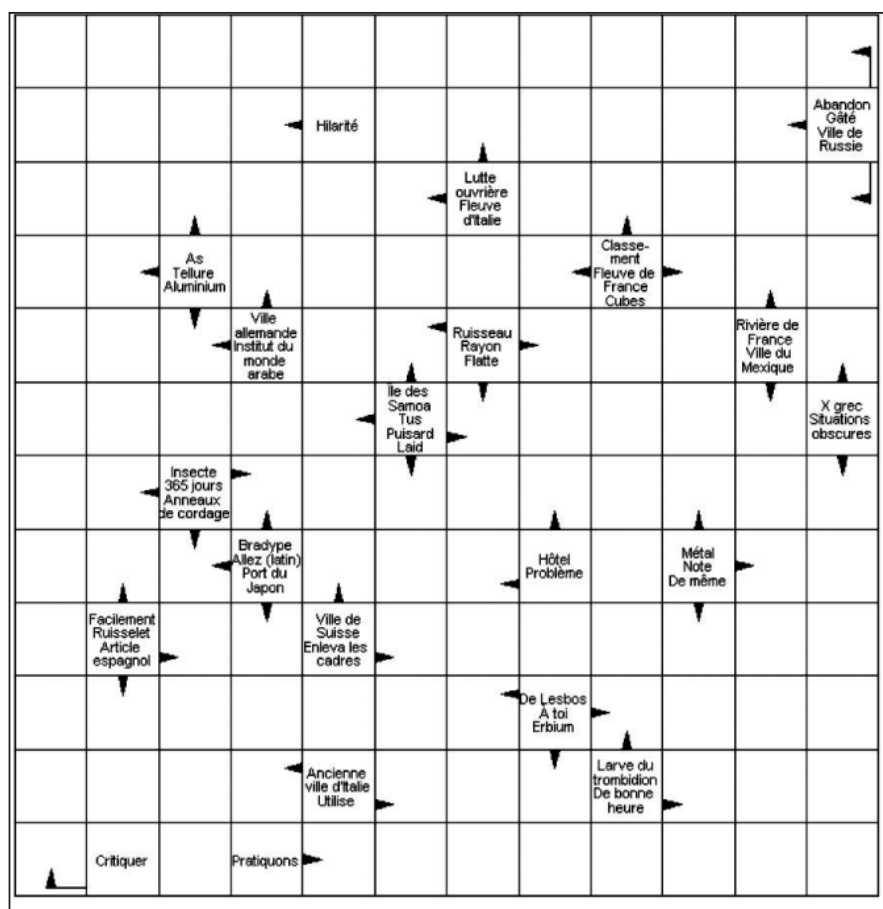 Hilarité
Abandon
Gâté
Ville de
Russie
Lutte
ouvrière
Fleuve
d'Italie
As
Tellure
Aluminium
Classe-
ment
Fleuve de
France
Cubes
Ville
allemande
Institut du
monde
arabe
Ruisseau
Rayon
Flatte
Rivière de
France
Ville du
Mexique
Ile des
Samoa
Tus
Puisard
Laid
X grec
Situations
obscures
Insecte
365 jours
Anneaux
de cordage
Bradype
Allez (latin)
Port du
Japon
Hôtel
Problème
Métal
Note
De même
Facilement
Ruisselet
Article
espagnol
Ville de
Suisse
Enleva les
cadres
De Lesbos
À toi
Erbium
Ancienne
ville d'Italie
Utilise
Larve du
trombidion
De bonne
heure
Critiquer
Pratiquons